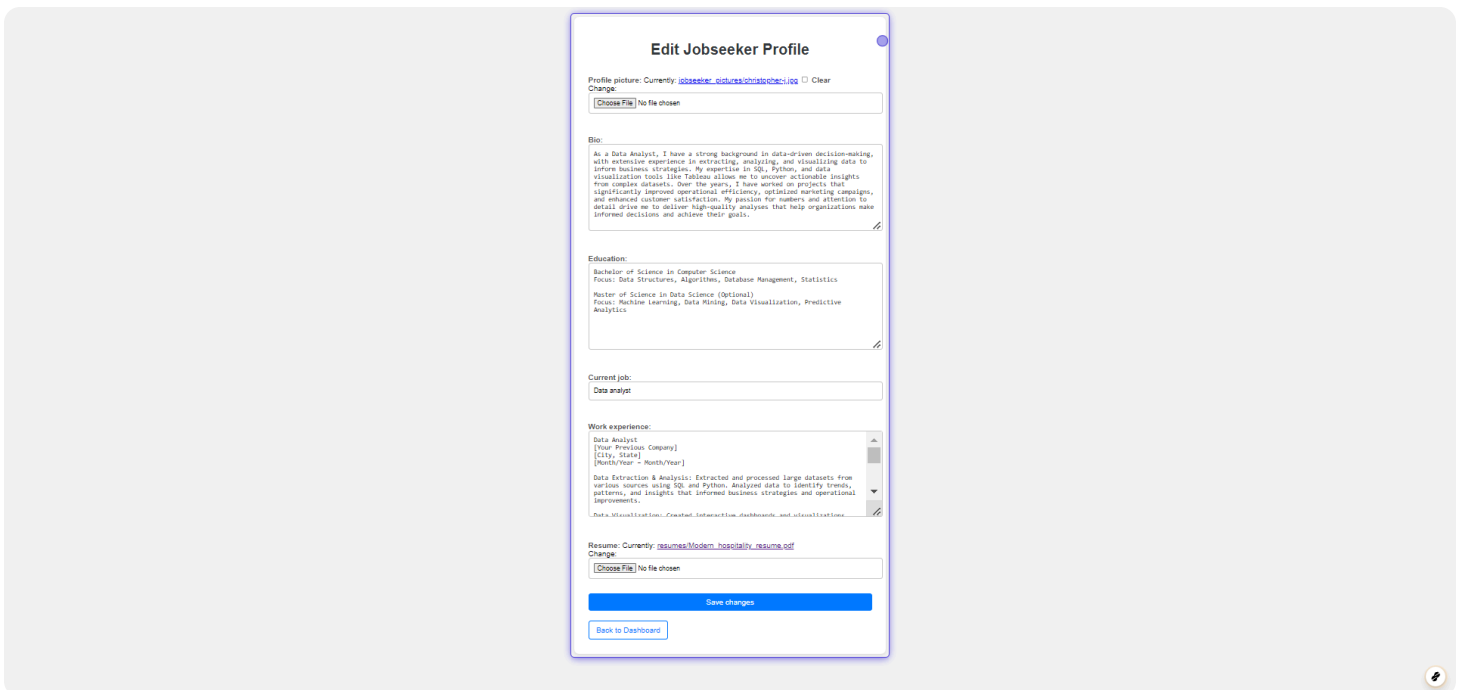 Edit Jobseeker Profile
Profile picture: Currently: jobseeker_pictures/christopher-j.jpg Clear
Change:
Choose File No file chosen
Bio:
As a Data Analyst, I have a strong background in data-driven decision-making,
with extensive experience in extracting, analyzing, and visualizing data to
inform business strategies. My expertise in SQL, Python, and data
visualization tools like Tableau allows me to uncover actionable insights
from complex datasets. Over the years, I have worked on projects that
significantly improved operational efficiency, optimized marketing campaigns,
and enhanced customer satisfaction. My passion for numbers and attention to
detail drive me to deliver high-quality analyses that help organizations make
informed decisions and achieve their goals.
Education:
Bachelor of Science in Computer Science
Focus: Data Structures, Algorithms, Database Management, Statistics
Master of Science in Data Science (Optional)
Focus: Machine Learning, Data Mining, Data Visualization, Predictive
Analytics
Current job:
Data analyst
Work experience:
Data Analyst
[Your Previous Company]
[City, State]
[Month/Year – Month/Year]
Data Extraction & Analysis: Extracted and processed large datasets from
various sources using SQL and Python. Analyzed data to identify trends,
patterns, and insights that informed business strategies and operational
improvements.
Data Visualization: Created interactive dashboards and visualizations
Resume: Currently: resumes/Modern_hospitality_resume.pdf
Change:
Choose File No file chosen
Save changes
Back to Dashboard